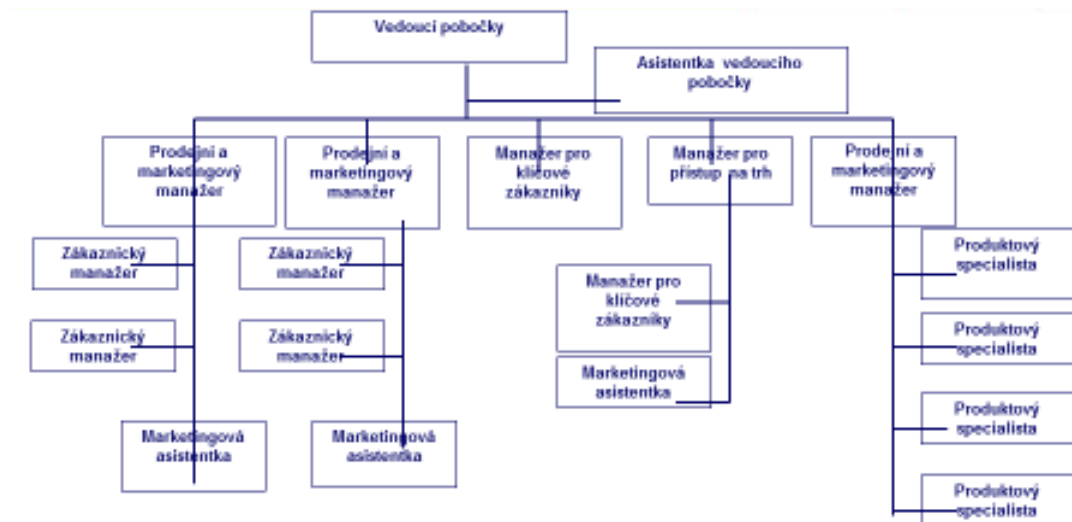 Vedoucí pobočky
Asistentka vedoucího
pobočky
Prodejní a
marketingový
manažer
Prodejní a
marketingový
manažer
Manažer pro
klíčové
zákazníky
Manažer pro
přístup na trh
Prodejní a
marketingový
manažer
Zákaznický
manažer
Zákaznický
manažer
Produktový
specialista
Manažer pro
klíčové
zákazníky
Zákaznický
manažer
Zákaznický
manažer
Produktový
specialista
Marketingová
asistentka
Produktový
specialista
Marketingová
asistentka
Marketingová
asistentka
Produktový
specialista